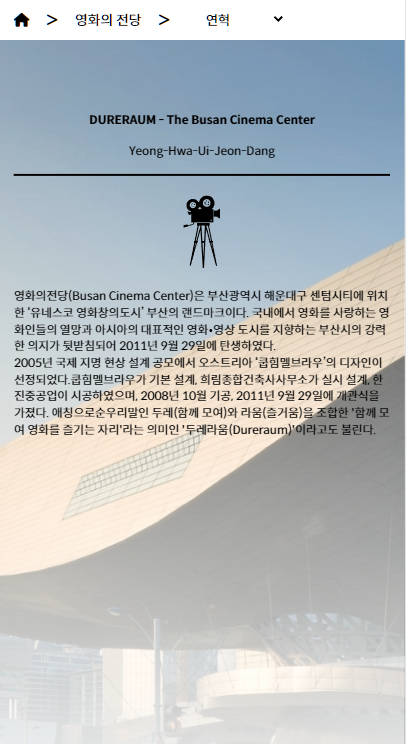 > 영화의 전당 > 연혁
DURERAUM - The Busan Cinema Center
Yeong-Hwa-Ui-Jeon-Dang
영화의전당(Busan Cinema Center)은 부산광역시 해운대구 센텀시티에 위치
한 '유네스코 영화창의도시' 부산의 랜드마크이다. 국내에서 영화를 사랑하는 영
화인들의 열망과 아시아의 대표적인 영화•영상 도시를 지향하는 부산시의 강력
한 의지가 뒷받침되어 2011년 9월 29일에 탄생하였다.
2005년 국제 지명 현상 설계 공모에서 오스트리아 '쿱힘멜브라우'의 디자인이
선정되었다.쿱힘멜브라우가 기본 설계, 희림종합건축사사무소가 실시 설계, 한
진중공업이 시공하였으며, 2008년 10월 기공, 2011년 9월 29일에 개관식을
가졌다. 애칭으로순우리말인 두레(함께 모여)와 라움(즐거움)을 조합한 '함께 모
여 영화를 즐기는 자리'라는 의미인 '두레라움(Dureraum)'이라고도 불린다.